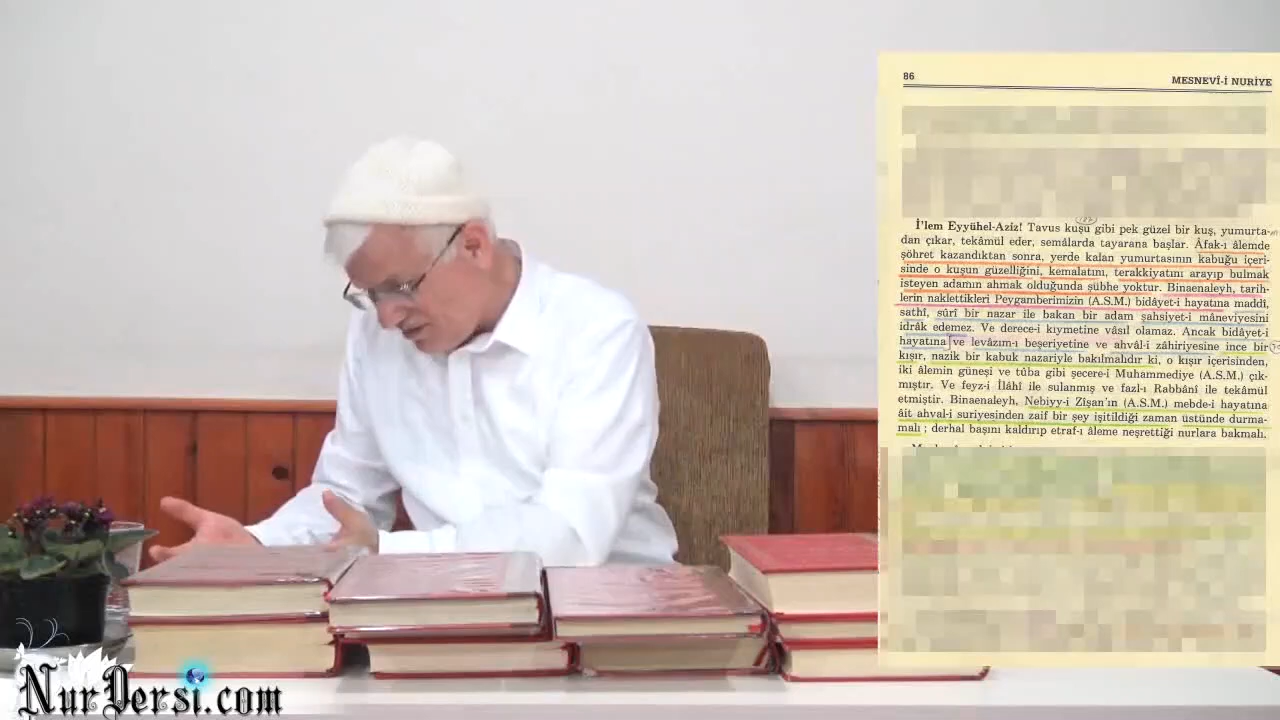 86
MESNEVÎ-İ NURİYE
İ'lem Eyyühel-Aziz! Tavus kuşu gibi pek güzel bir kuş, yumurta-
dan çıkar, tekâmül eder, semâlarda tayarana başlar. Âfak-ı âlemde
şöhret kazandıktan sonra, yerde kalan yumurtasının kabuğu içeri-
sinde o kuşun güzelliğini, kemalatını, terakkiyatını arayıp bulmak
isteyen adamın ahmak olduğunda şübhe yoktur. Binaenaleyh, tarih-
lerin naklettikleri Peygamberimizin (A.S.M.) bidâyet-i hayatına maddî,
sathî, sûrî bir nazar ile bakan bir adam şahsiyet-i mâneviyesini
idrâk edemez. Ve derece-i kıymetine vâsıl olamaz. Ancak bidâyet-i
hayatına ve levâzım-ı beşeriyetine ve ahvâl-i zâhiriyesine ince bir
kışır, nazik bir kabuk nazariyle bakılmalıdır ki, o kışır içerisinden,
iki âlemin güneşi ve tûba gibi şecere-i Muhammediye (A.S.M.) çık-
mıştır. Ve feyz-i İlâhî ile sulanmış ve fazl-ı Rabbânî ile tekâmül
etmiştir. Binaenaleyh, Nebiyy-i Zîşan'ın (A.S.M.) mebde-i hayatına
âit ahval-i suriyesinden zaif bir şey işitildiği zaman üstünde durma-
malı ; derhal başını kaldırıp etraf-ı âleme neşrettiği nurlara bakmalı.
NurDersi.com